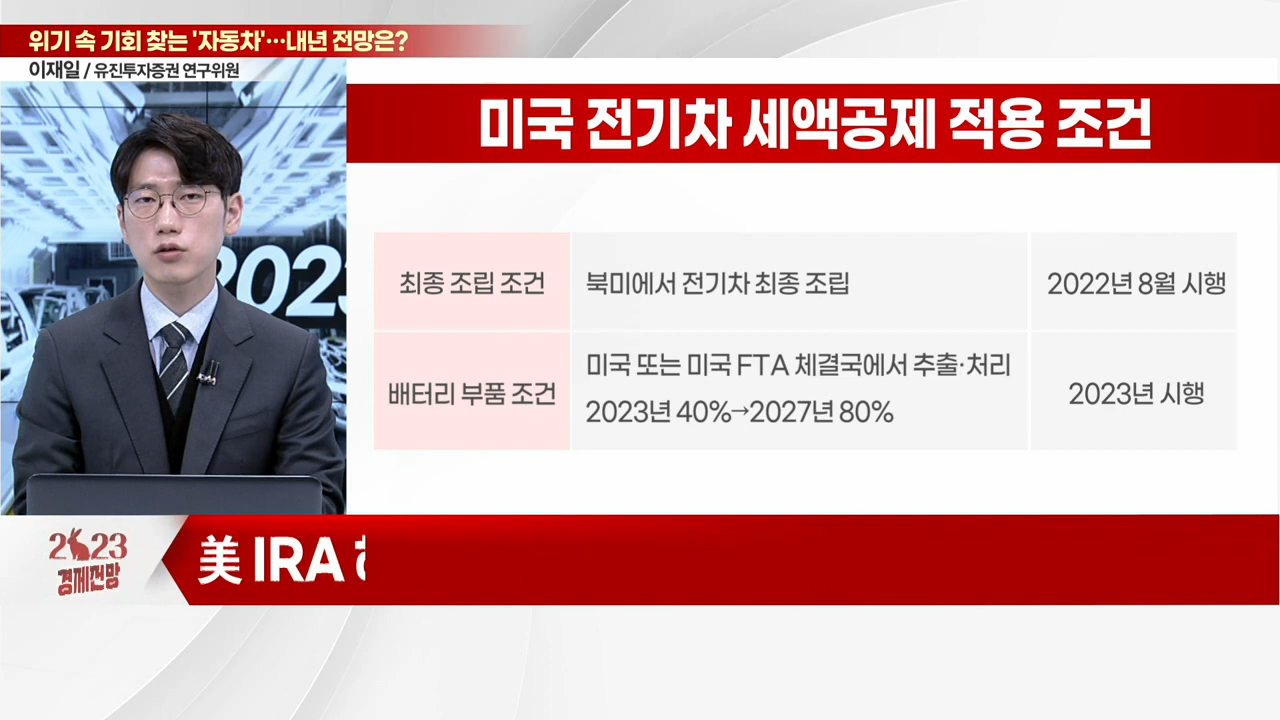 위기 속 기회 찾는 '자동차'…내년 전망은?
이재일 / 유진투자증권 연구위원
미국 전기차 세액공제 적용 조건
최종 조립 조건
북미에서 전기차 최종 조립
2022년 8월 시행
배터리 부품 조건
미국 또는 미국 FTA 체결국에서 추출·처리
2023년 40%→2027년 80%
2023년 시행
2023
2023
경제전망
美 IRA